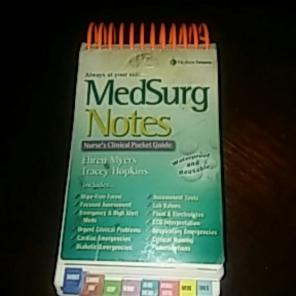 Always at your side...
MedSurg
Notes
Nurse's Clinical Pocket Guide
Ehren Myers
Tracey Hopkins
Waterproof and
Reusable
Includes...
Wipe-Free Forms
Focused Assessment
Emergency & High Alert
Meds
Urgent Clinical Problems
Cardiac Emergencies
Diabetic Emergencies
Assessment Tools
Lab Values
Fluid & Electrolytes
ECG Interpretation
Respiratory Emergencies
Critical